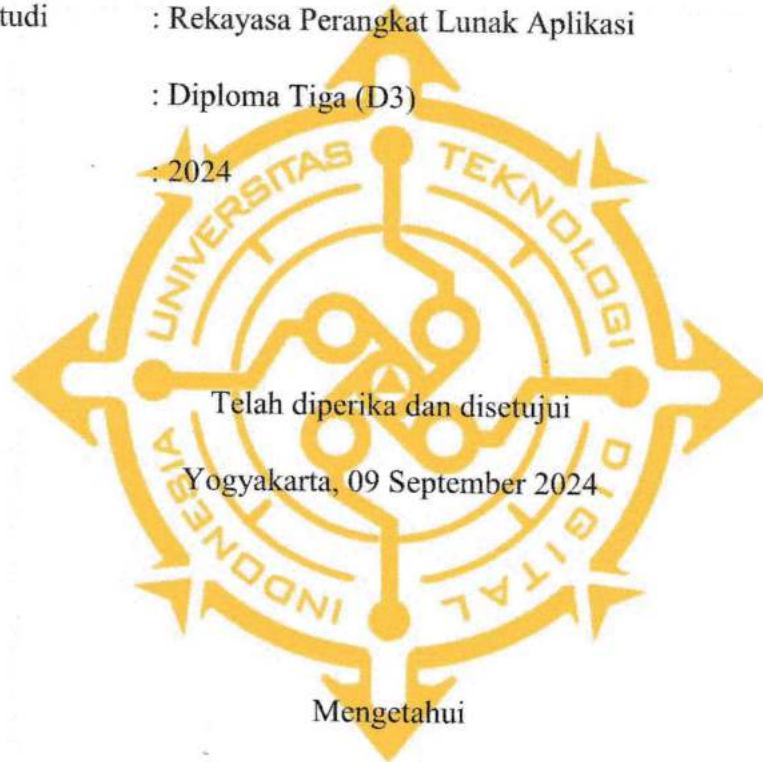 tudi : Rekayasa Perangkat Lunak Aplikasi
: Diploma Tiga (D3)
: 2024
UNIVERSITAS TEKNOLOGI DIGITAL INDONESIA
Telah diperika dan disetujui
Yogyakarta, 09 September 2024
Mengetahui